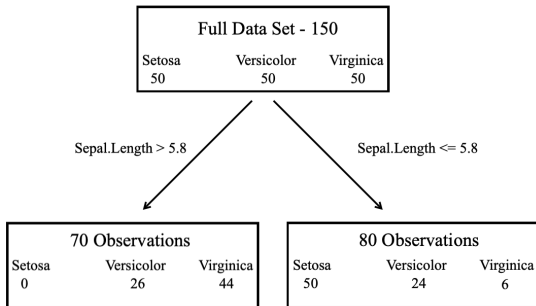 Full Data Set - 150
Setosa Versicolor Virginica
50 50 50
Sepal.Length > 5.8
Sepal.Length <= 5.8
70 Observations
Setosa Versicolor Virginica
0 26 44
80 Observations
Setosa Versicolor Virginica
50 24 6